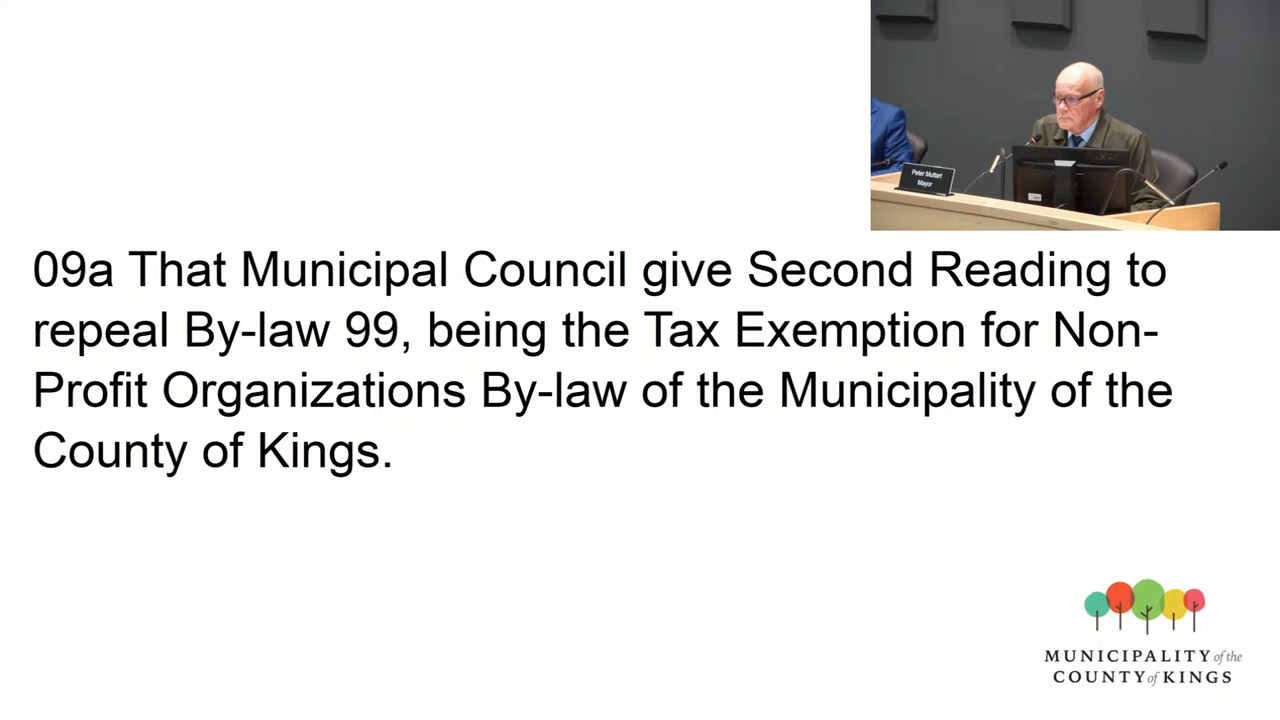 Peter Muttart
Mayor
09a That Municipal Council give Second Reading to
repeal By-law 99, being the Tax Exemption for Non-
Profit Organizations By-law of the Municipality of the
County of Kings.
MUNICIPALITY of the
COUNTY of KINGS